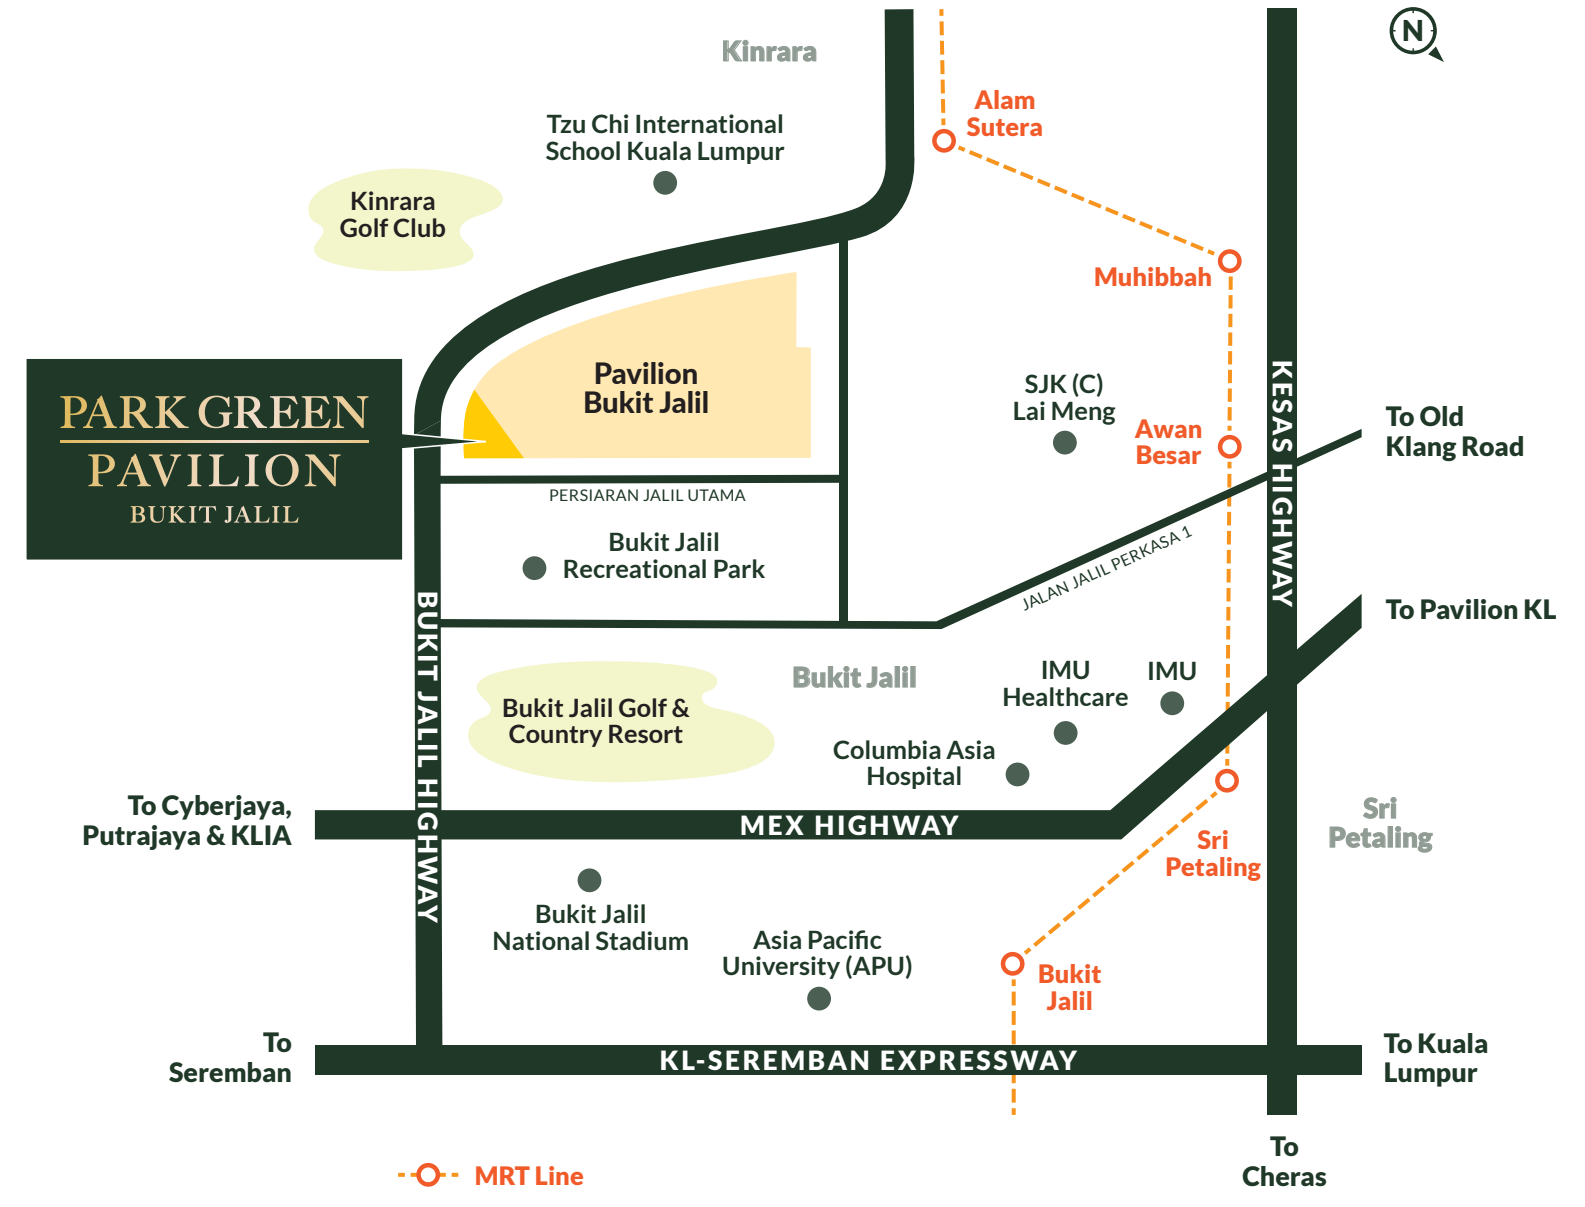 N
Kinrara
Alam
Sutera
Tzu Chi International
School Kuala Lumpur
Kinrara
Golf Club
Muhibbah
Pavilion
Bukit Jalil
PARK GREEN
PAVILION
BUKIT JALIL
SJK (C)
Lai Meng
Awan
Besar
KESAS HIGHWAY
To Old
Klang Road
PERSIARAN JALIL UTAMA
Bukit Jalil
Recreational Park
JALAN JALIL PERKASA 1
To Pavilion KL
BUKIT JALIL HIGHWAY
Bukit Jalil
IMU
Healthcare
IMU
Bukit Jalil Golf &
Country Resort
Columbia Asia
Hospital
To Cyberjaya,
Putrajaya & KLIA
MEX HIGHWAY
Sri
Petaling
Sri
Petaling
Bukit Jalil
National Stadium
Asia Pacific
University (APU)
Bukit
Jalil
To
Seremban
KL-SEREMBAN EXPRESSWAY
To Kuala
Lumpur
To
Cheras
MRT Line